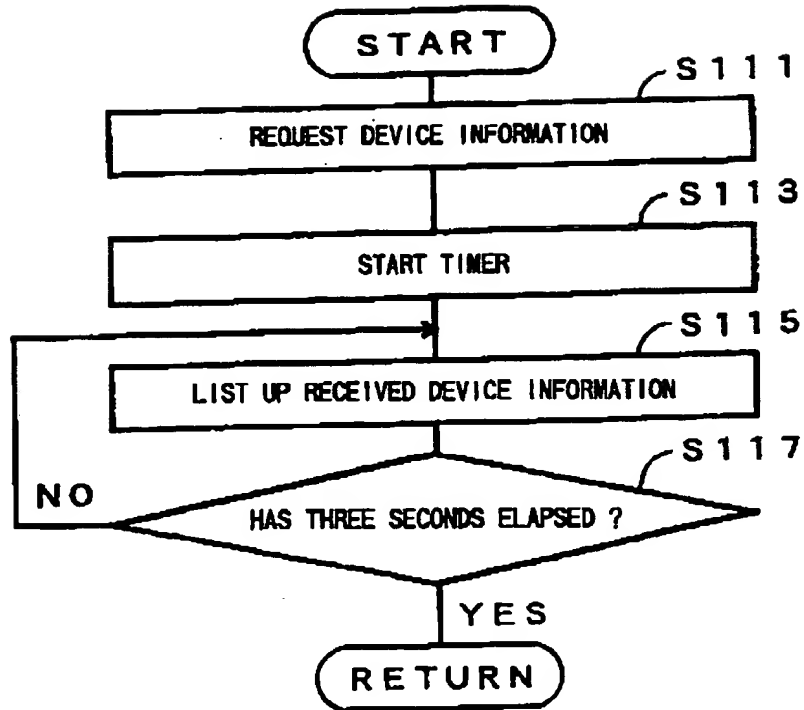 START
S111
REQUEST DEVICE INFORMATION
S113
START TIMER
S115
LIST UP RECEIVED DEVICE INFORMATION
S117
HAS THREE SECONDS ELAPSED ?
NO
YES
RETURN